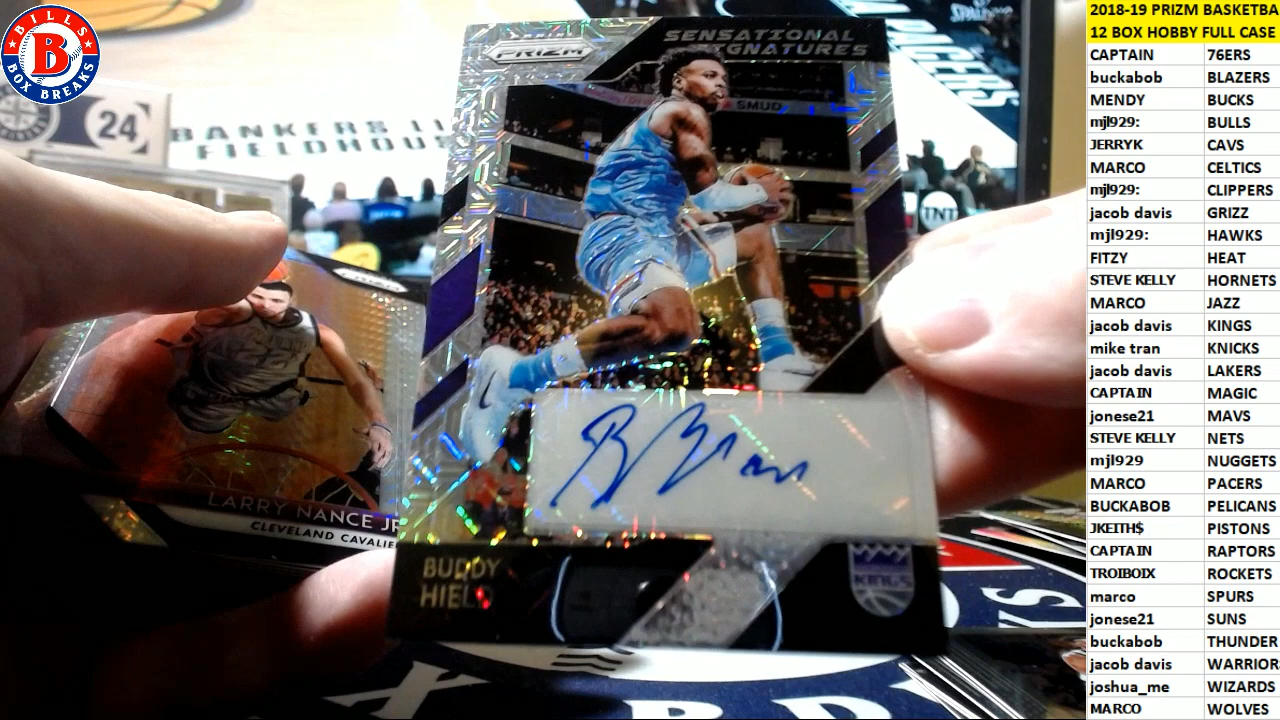 BILLS
B
BOX BREAKS
24
BANKERS LI
FIELDHOUS
PACERS
SPALDING
TNT
PRIZM
SENSATIONAL
SIGNATURES
SMUD
BUDDY
HIELD
KINGS
LARRY NANCE JR
CLEVELAND CAVALIE
2018-19 PRIZM BASKETBA
12 BOX HOBBY FULL CASE
CAPTAIN 76ERS
buckabob BLAZERS
MENDY BUCKS
mjl929: BULLS
JERRYK CAVS
MARCO CELTICS
mjl929: CLIPPERS
jacob davis GRIZZ
mjl929: HAWKS
FITZY HEAT
STEVE KELLY HORNETS
MARCO JAZZ
jacob davis KINGS
mike tran KNICKS
jacob davis LAKERS
CAPTAIN MAGIC
jonese21 MAVS
STEVE KELLY NETS
mjl929 NUGGETS
MARCO PACERS
BUCKABOB PELICANS
JKEITH$ PISTONS
CAPTAIN RAPTORS
TROIBOIX ROCKETS
marco SPURS
jonese21 SUNS
buckabob THUNDER
jacob davis WARRIOR
joshua_me WIZARDS
MARCO WOLVES